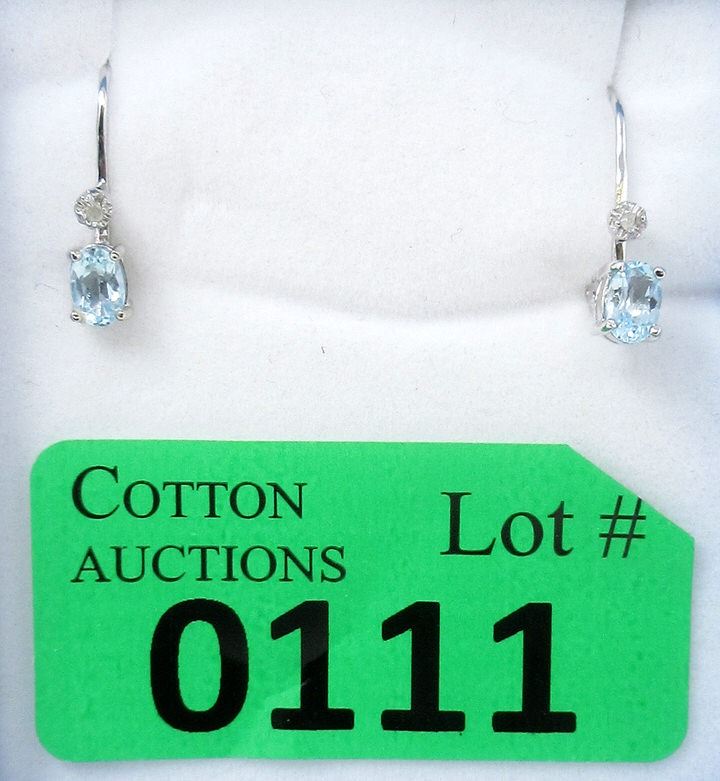 COTTON
AUCTIONS
Lot #
0111